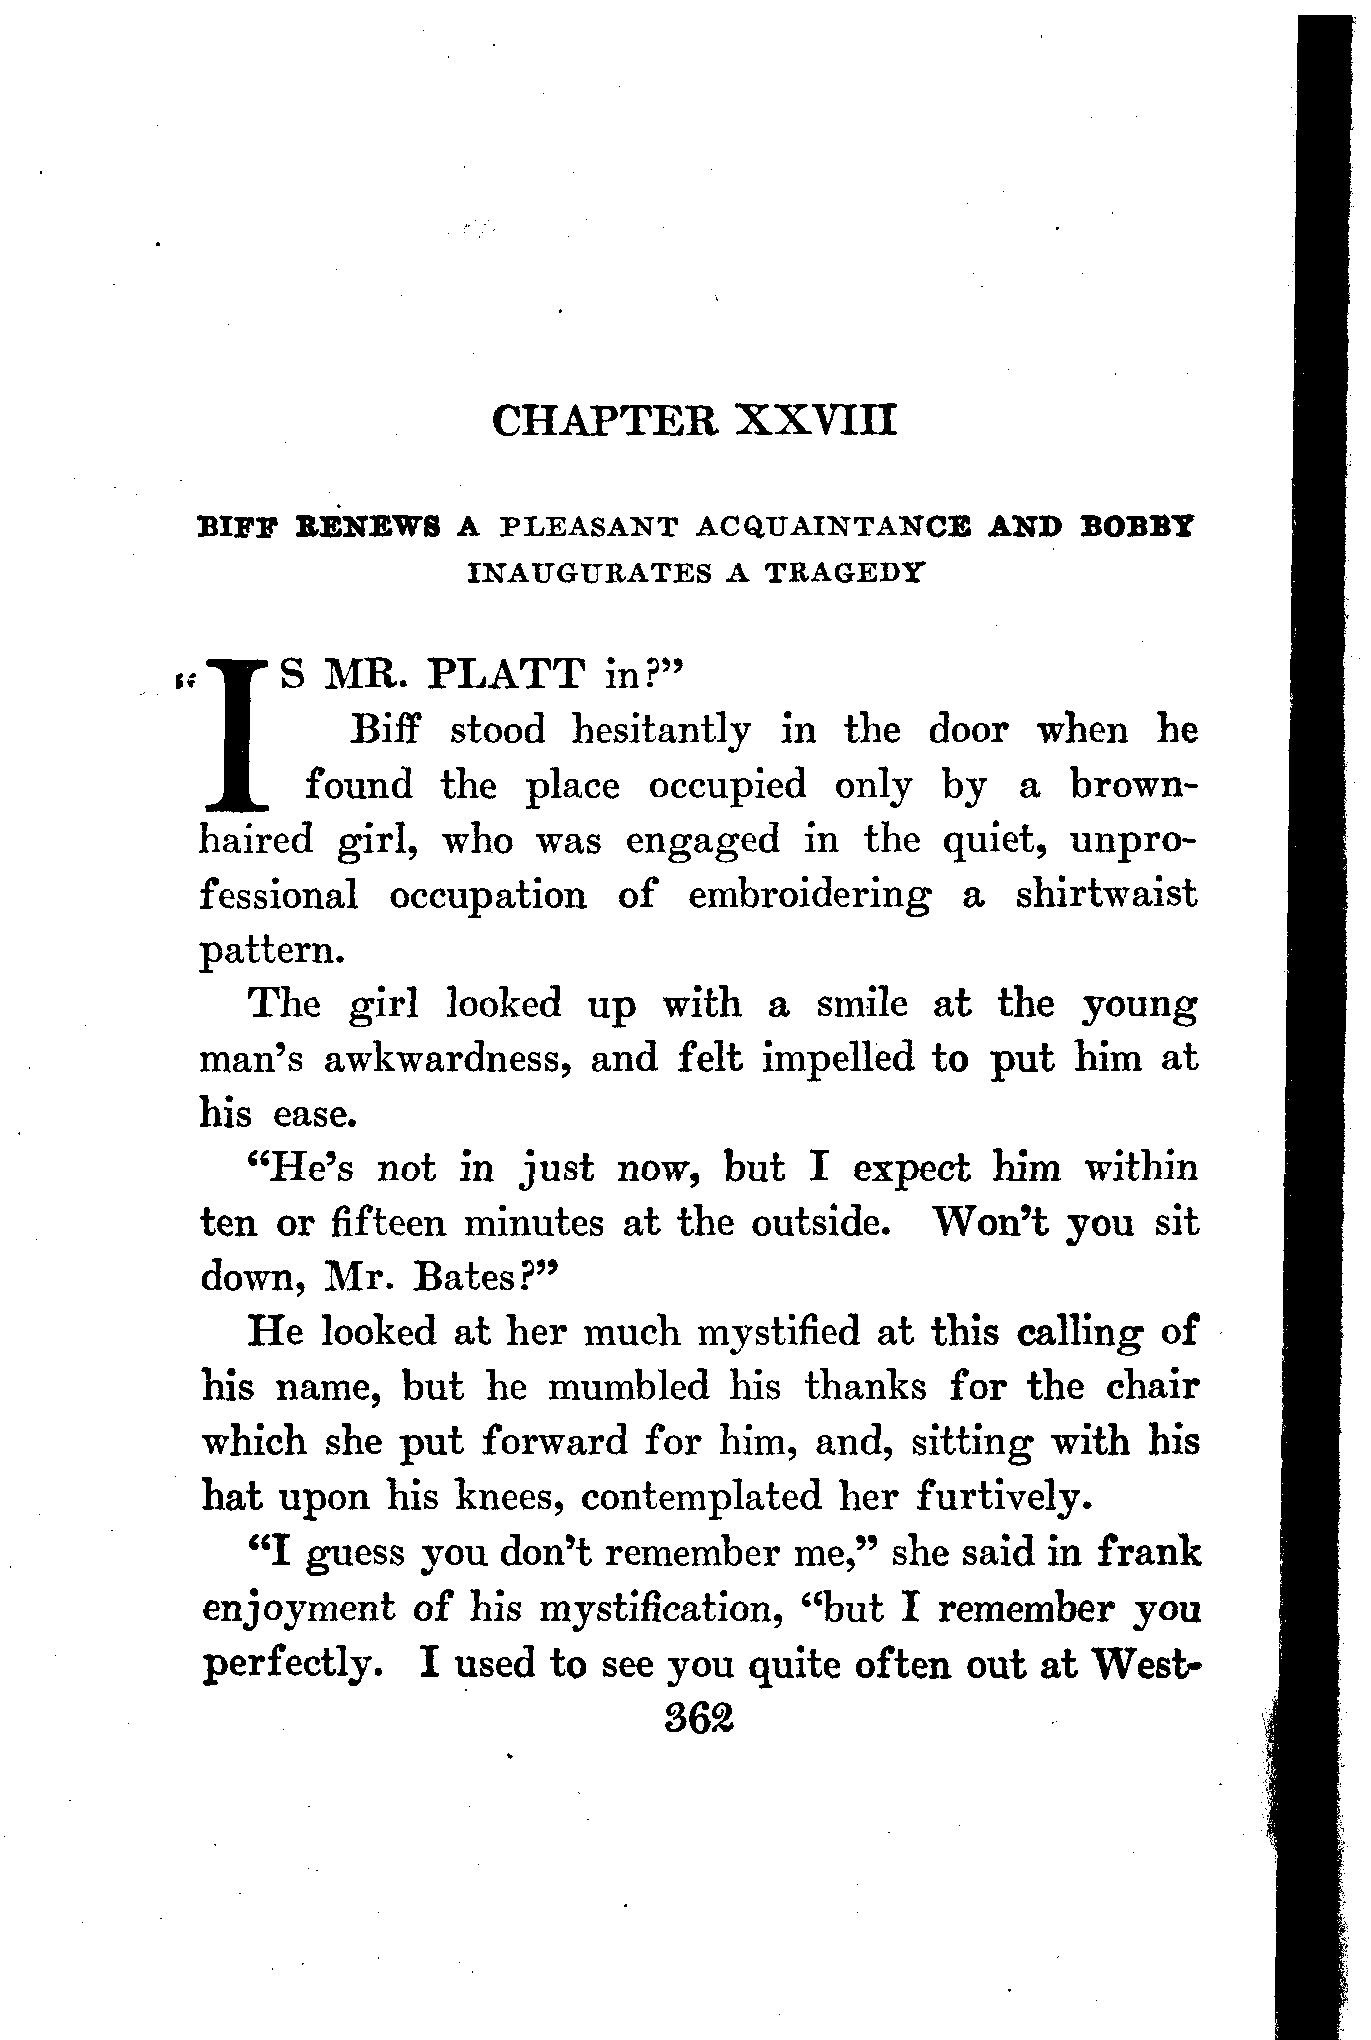 CHAPTER XXVIII
BIFF RENEWS A PLEASANT ACQUAINTANCE AND BOBBY
INAUGURATES A TRAGEDY
“IS MR. PLATT in?”
Biff stood hesitantly in the door when he
found the place occupied only by a brown-
haired girl, who was engaged in the quiet, unpro-
fessional occupation of embroidering a shirtwaist
pattern.
The girl looked up with a smile at the young
man’s awkwardness, and felt impelled to put him at
his ease.
“He’s not in just now, but I expect him within
ten or fifteen minutes at the outside. Won’t you sit
down, Mr. Bates?”
He looked at her much mystified at this calling of
his name, but he mumbled his thanks for the chair
which she put forward for him, and, sitting with his
hat upon his knees, contemplated her furtively.
“I guess you don’t remember me,” she said in frank
enjoyment of his mystification, “but I remember you
perfectly. I used to see you quite often out at West-
362